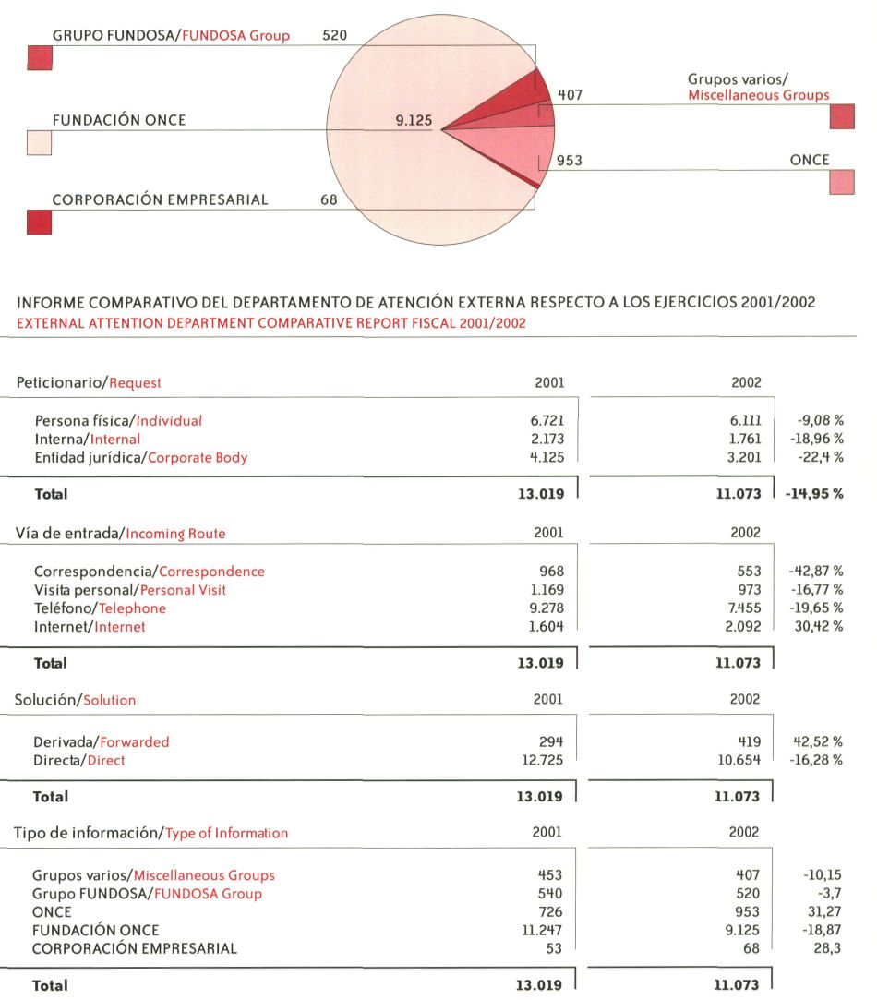 GRUPO FUNDOSA/FUNDOSA Group 520
Grupos varios/
Miscellaneous Groups
407
FUNDACIÓN ONCE 9.125
953 ONCE
CORPORACIÓN EMPRESARIAL 68
INFORME COMPARATIVO DEL DEPARTAMENTO DE ATENCIÓN EXTERNA RESPECTO A LOS EJERCICIOS 2001/2002
EXTERNAL ATTENTION DEPARTMENT COMPARATIVE REPORT FISCAL 2001/2002
Peticionario/Request 2001 2002
Persona física/Individual 6.721 6.111 -9,08 %
Interna/Internal 2.173 1.761 -18,96 %
Entidad jurídica/Corporate Body 4.125 3.201 -22,4 %
Total 13.019 11.073 -14,95 %
Vía de entrada/Incoming Route 2001 2002
Correspondencia/Correspondence 968 553 -42,87 %
Visita personal/Personal Visit 1.169 973 -16,77 %
Teléfono/Telephone 9.278 7.455 -19,65 %
Internet/Internet 1.604 2.092 30,42 %
Total 13.019 11.073
Solución/Solution 2001 2002
Derivada/Forwarded 294 419 42,52 %
Directa/Direct 12.725 10.654 -16,28 %
Total 13.019 11.073
Tipo de información/Type of Information 2001 2002
Grupos varios/Miscellaneous Groups 453 407 -10,15
Grupo FUNDOSA/FUNDOSA Group 540 520 -3,7
ONCE 726 953 31,27
FUNDACIÓN ONCE 11.247 9.125 -18,87
CORPORACIÓN EMPRESARIAL 53 68 28,3
Total 13.019 11.073